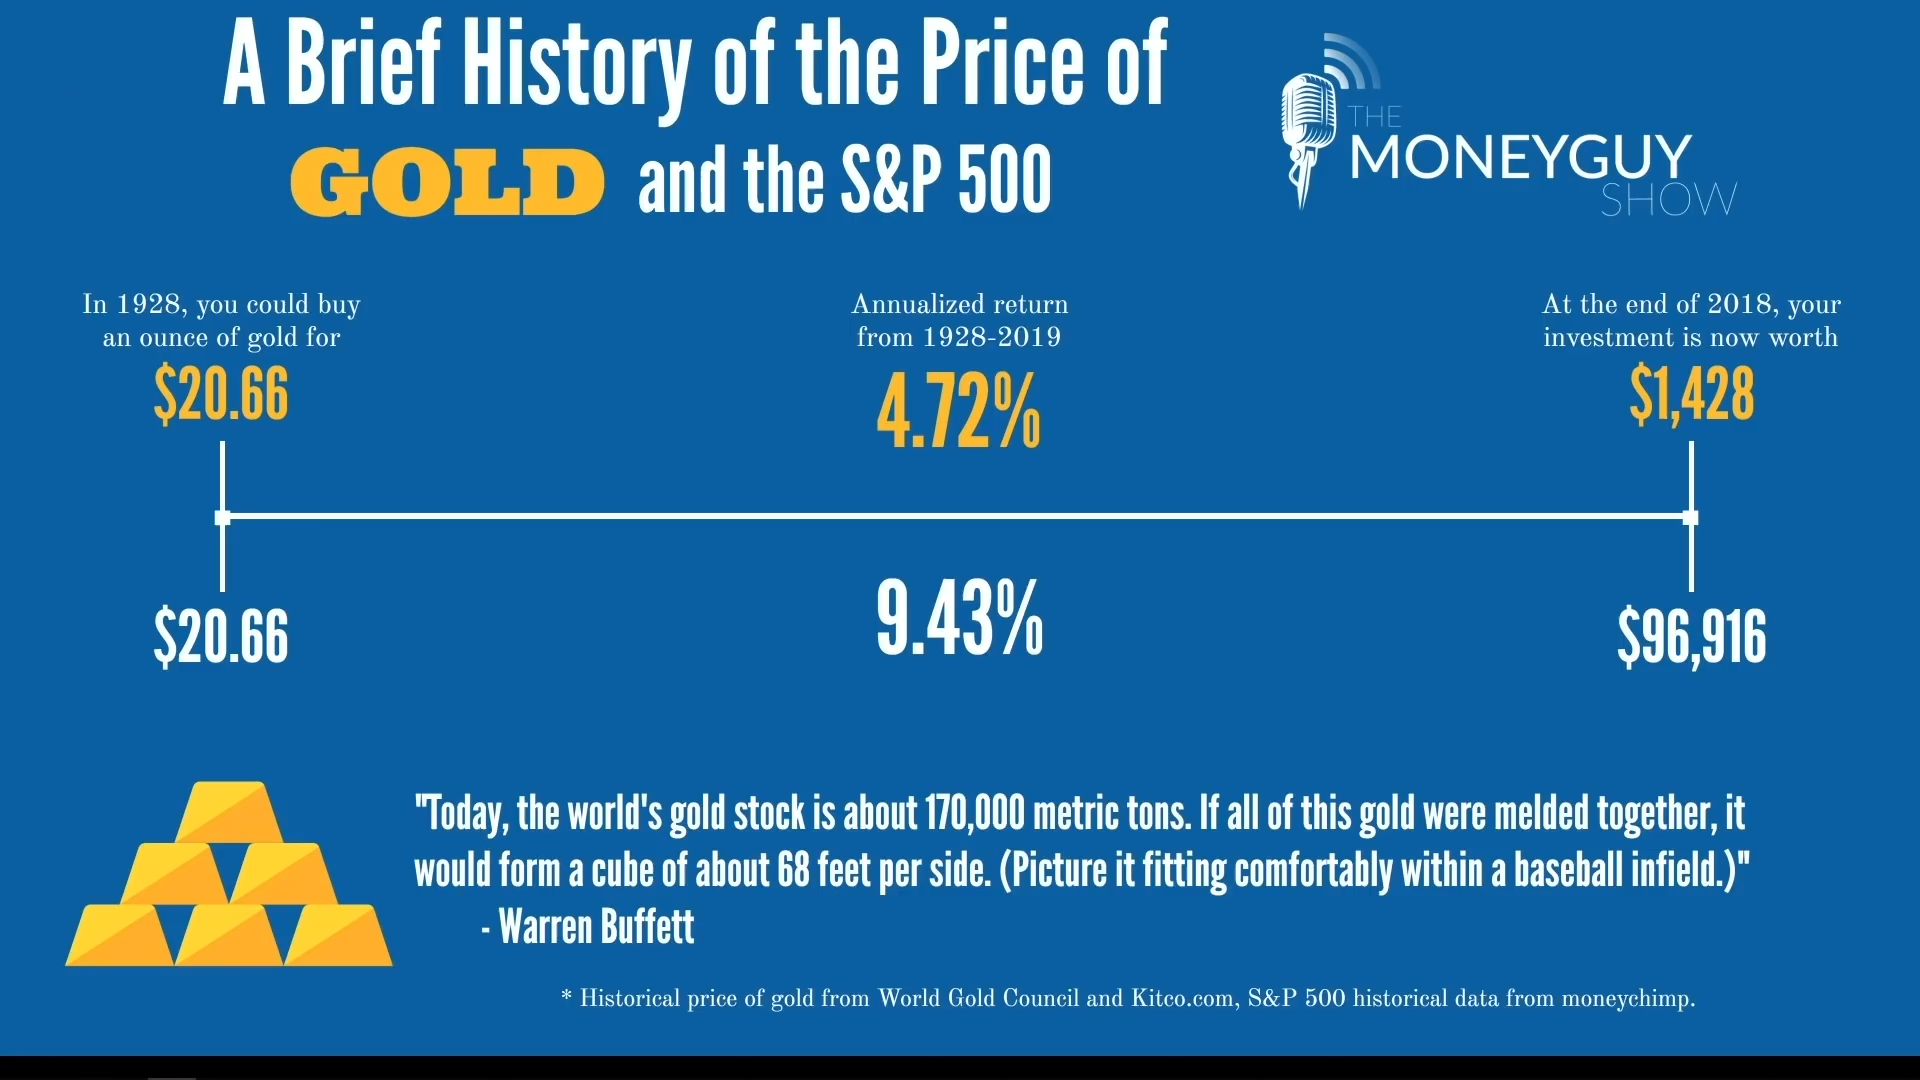 A Brief History of the Price of
GOLD and the S&P 500
THE
MONEYGUY
SHOW
In 1928, you could buy
an ounce of gold for
$20.66
Annualized return
from 1928-2019
4.72%
At the end of 2018, your
investment is now worth
$1,428
$20.66
9.43%
$96,916
"Today, the world's gold stock is about 170,000 metric tons. If all of this gold were melded together, it
would form a cube of about 68 feet per side. (Picture it fitting comfortably within a baseball infield.)"
- Warren Buffett
* Historical price of gold from World Gold Council and Kitco.com, S&P 500 historical data from moneychimp.